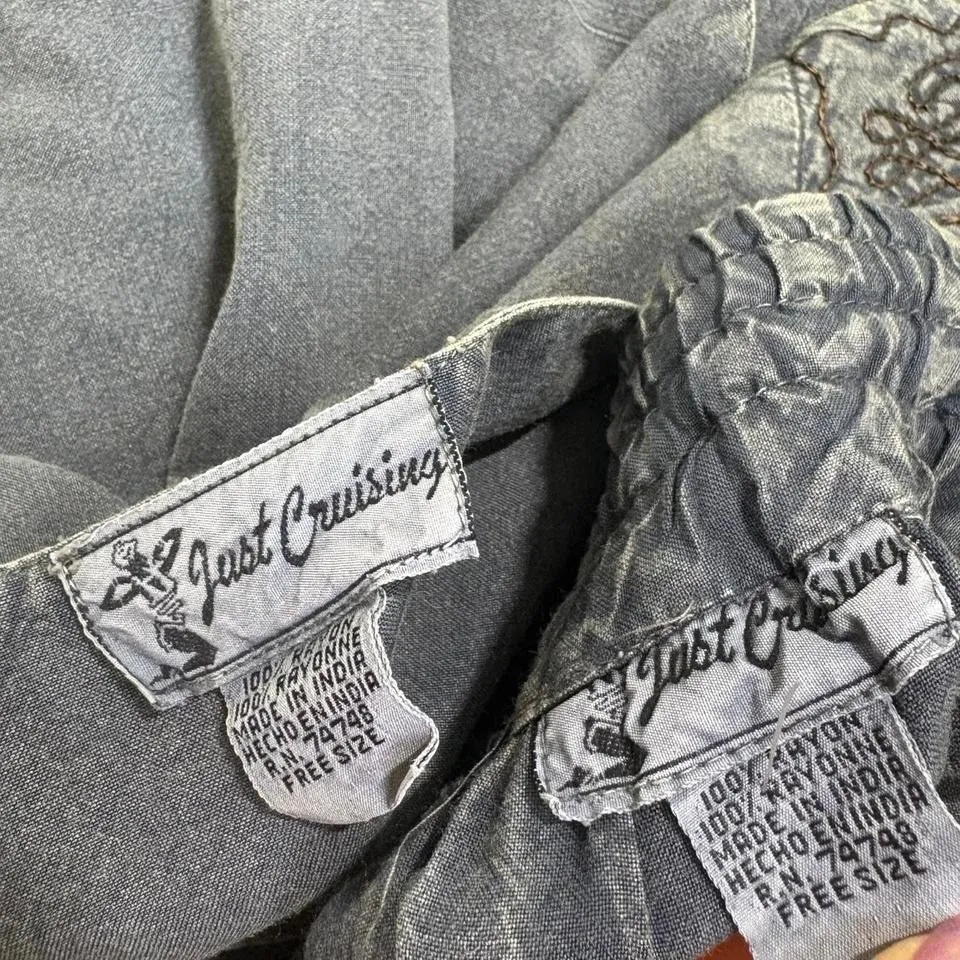 Just Cruising
100% RAYON
100% RAYONNE
MADE IN INDIA
HECHO EN INDIA
R.N. 74748
FREE SIZE
Just Cruising
100% RAYON
100% RAYONNE
MADE IN INDIA
HECHO EN INDIA
R.N. 74748
FREE SIZE